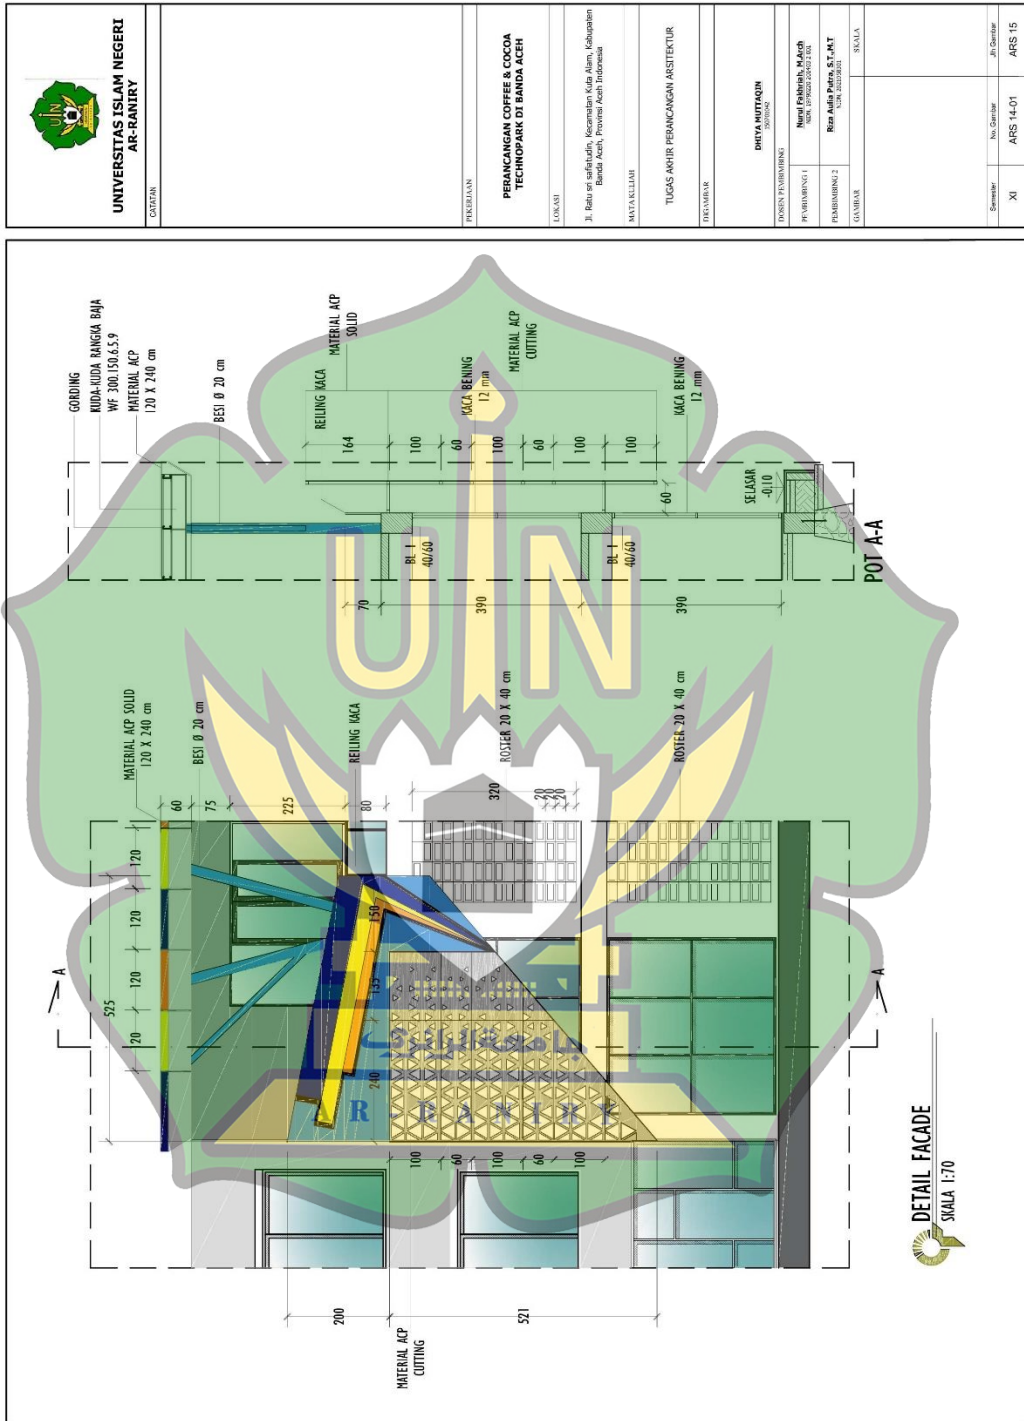 UNIVERSITAS ISLAM NEGERI
AR-RANIRY
CATATAN
PEKERJAAN
PERANCANGAN COFFEE & COCOA
TECHNOPARK DI BANDA ACEH
LOKASI
Jl. Ratu sri safiatudin, Kecamatan Kuta Alam, Kabupaten
Banda Aceh, Provinsi Aceh Indonesia
MATA KULIAH
TUGAS AKHIR PERANCANGAN ARSITEKTUR
DIGAMBAR
DHIYA MUTTAQIN
DOSEN PEMBIMBING
PEMBIMBING 1
Nurul Fakhriah, M.Arch
PEMBIMBING 2
Riza Aulia Putra, S.T.,M.T
GAMBAR
SKALA
Semester
No. Gambar
Jlh Gambar
XI
ARS 14-01
ARS 15
GORDING
KUDA-KUDA RANGKA BAJA
WF 300.150.6.5.9
MATERIAL ACP
120 X 240 cm
BESI Ø 20 cm
REILING KACA
MATERIAL ACP
SOLID
KACA BENING
12 mm
MATERIAL ACP
CUTTING
KACA BENING
12 mm
164
100
60
100
60
100
100
60
SELASAR
-0.10
BL 1
40/60
BL 1
40/60
70
390
390
POT A-A
MATERIAL ACP SOLID
120 X 240 cm
BESI Ø 20 cm
REILING KACA
ROSTER 20 X 40 cm
ROSTER 20 X 40 cm
60
75
225
80
320
20
20
20
120
120
120
120
525
A
A
150
135
240
100
60
100
60
100
200
521
MATERIAL ACP
CUTTING
DETAIL FACADE
SKALA 1:70
UIN
جامعة الرانيري
R - R A N I R Y